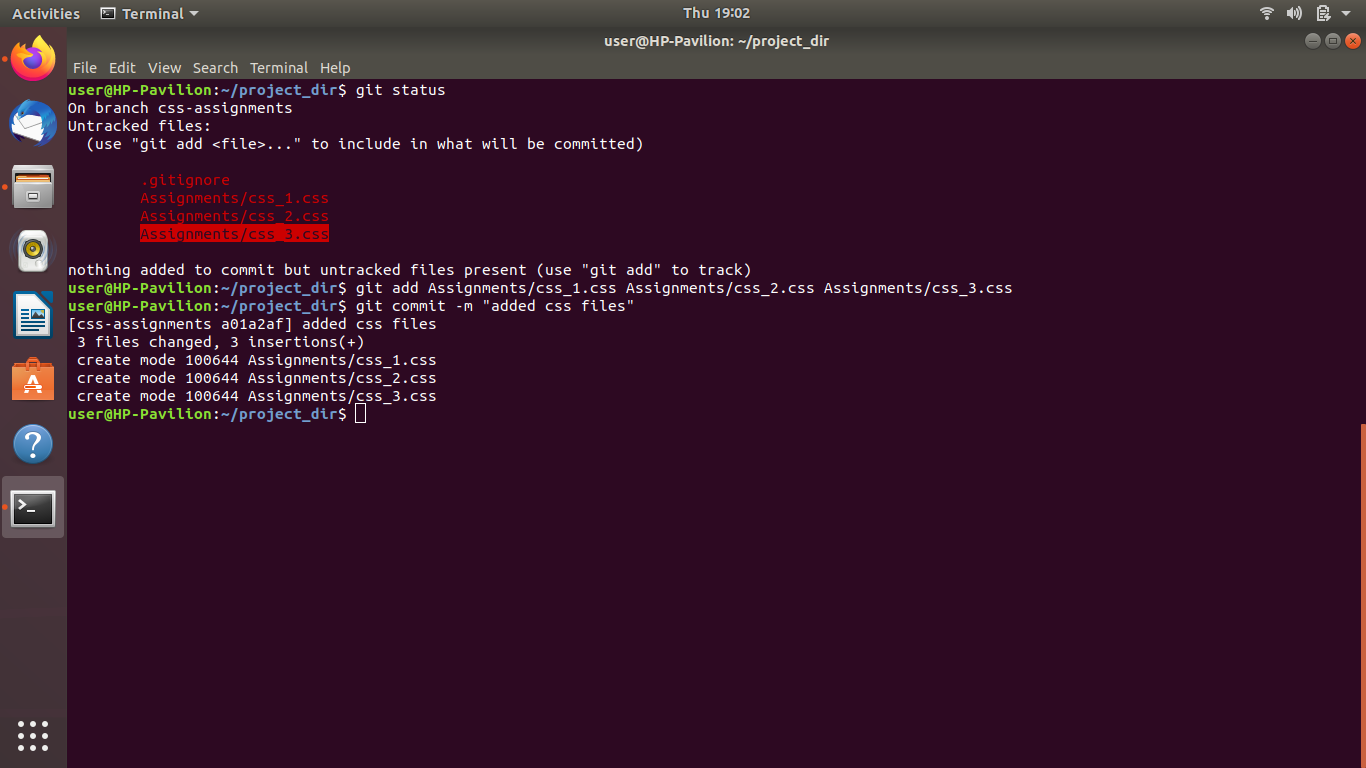 Activities Terminal Thu 19:02
user@HP-Pavilion: ~/project_dir
File Edit View Search Terminal Help
user@HP-Pavilion:~/project_dir$ git status
On branch css-assignments
Untracked files:
  (use "git add <file>..." to include in what will be committed)
        .gitignore
        Assignments/css_1.css
        Assignments/css_2.css
        Assignments/css_3.css
nothing added to commit but untracked files present (use "git add" to track)
user@HP-Pavilion:~/project_dir$ git add Assignments/css_1.css Assignments/css_2.css Assignments/css_3.css
user@HP-Pavilion:~/project_dir$ git commit -m "added css files"
[css-assignments a01a2af] added css files
 3 files changed, 3 insertions(+)
 create mode 100644 Assignments/css_1.css
 create mode 100644 Assignments/css_2.css
 create mode 100644 Assignments/css_3.css
user@HP-Pavilion:~/project_dir$